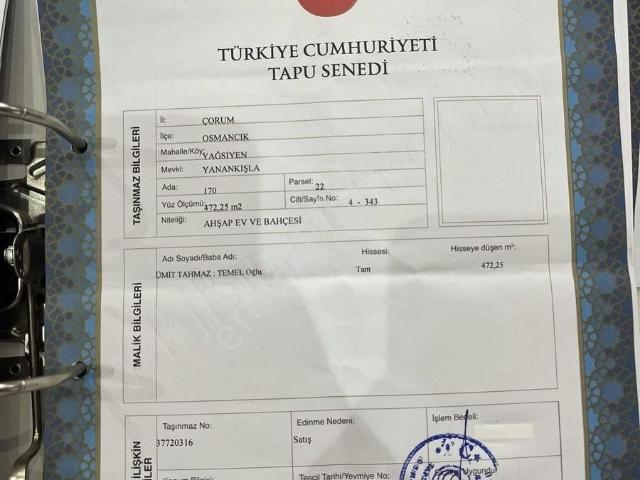 TÜRKİYE CUMHURİYETİ
TAPU SENEDİ
TAŞINMAZ BİLGİLERİ
İl: ÇORUM
İlçe: OSMANCIK
Mahalle/Köy: YAĞSİYEN
Mevki: YANANKIŞLA
Ada: 170 Parsel: 22
Yüz Ölçümü: 472,25 m2 Cilt/Sayfa No: 4 - 343
Niteliği: AHŞAP EV VE BAHÇESİ
MALİK BİLGİLERİ
Adı Soyadı/Baba Adı: Hissesi: Hisseye düşen m²:
ÜMİT TAHMAZ : TEMEL Oğlu Tam 472,25
Taşınmaz No: Edinme Nedeni: İşlem Bedeli:
37720316 Satış
Tescil Tarihi/Yevmiye No: